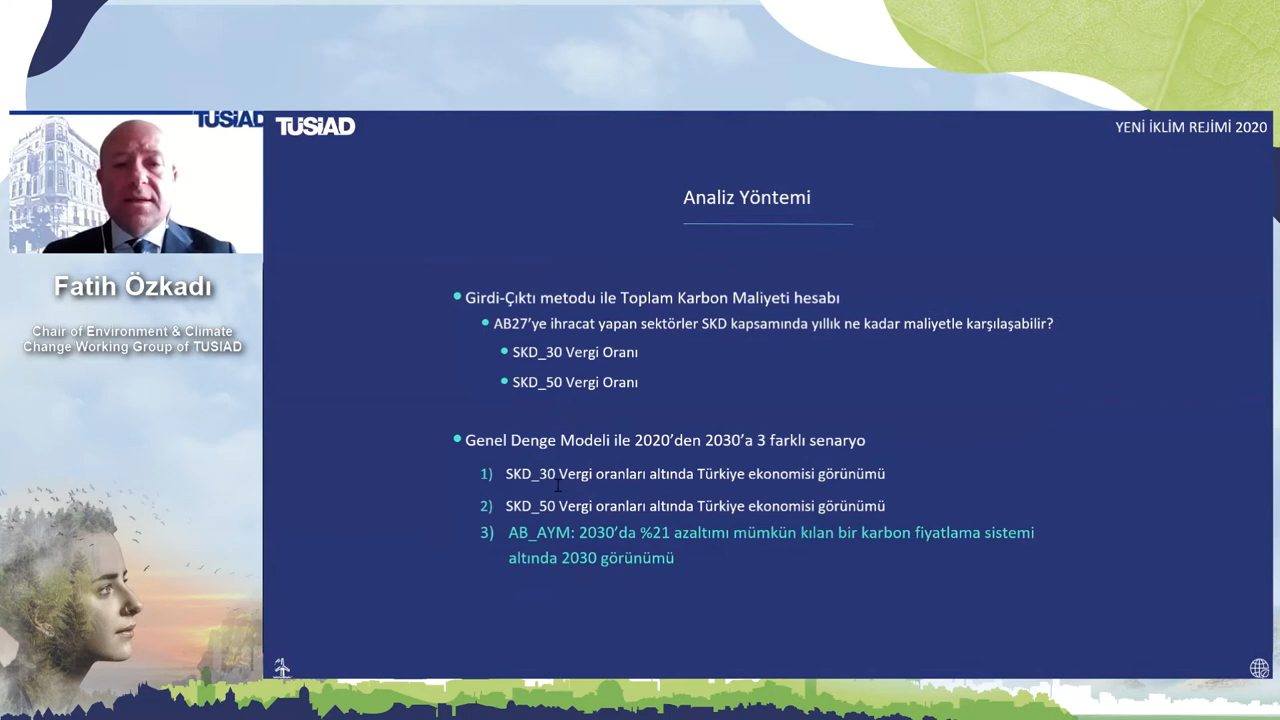 TÜSİAD
TÜSİAD
YENİ İKLİM REJİMİ 2020
Fatih Özkadı
Chair of Environment & Climate
Change Working Group of TUSIAD
Analiz Yöntemi
Girdi-Çıktı metodu ile Toplam Karbon Maliyeti hesabı
AB27’ye ihracat yapan sektörler SKD kapsamında yıllık ne kadar maliyetle karşılaşabilir?
SKD_30 Vergi Oranı
SKD_50 Vergi Oranı
Genel Denge Modeli ile 2020’den 2030’a 3 farklı senaryo
1) SKD_30 Vergi oranları altında Türkiye ekonomisi görünümü
2) SKD_50 Vergi oranları altında Türkiye ekonomisi görünümü
3) AB_AYM: 2030’da %21 azaltımı mümkün kılan bir karbon fiyatlama sistemi
altında 2030 görünümü